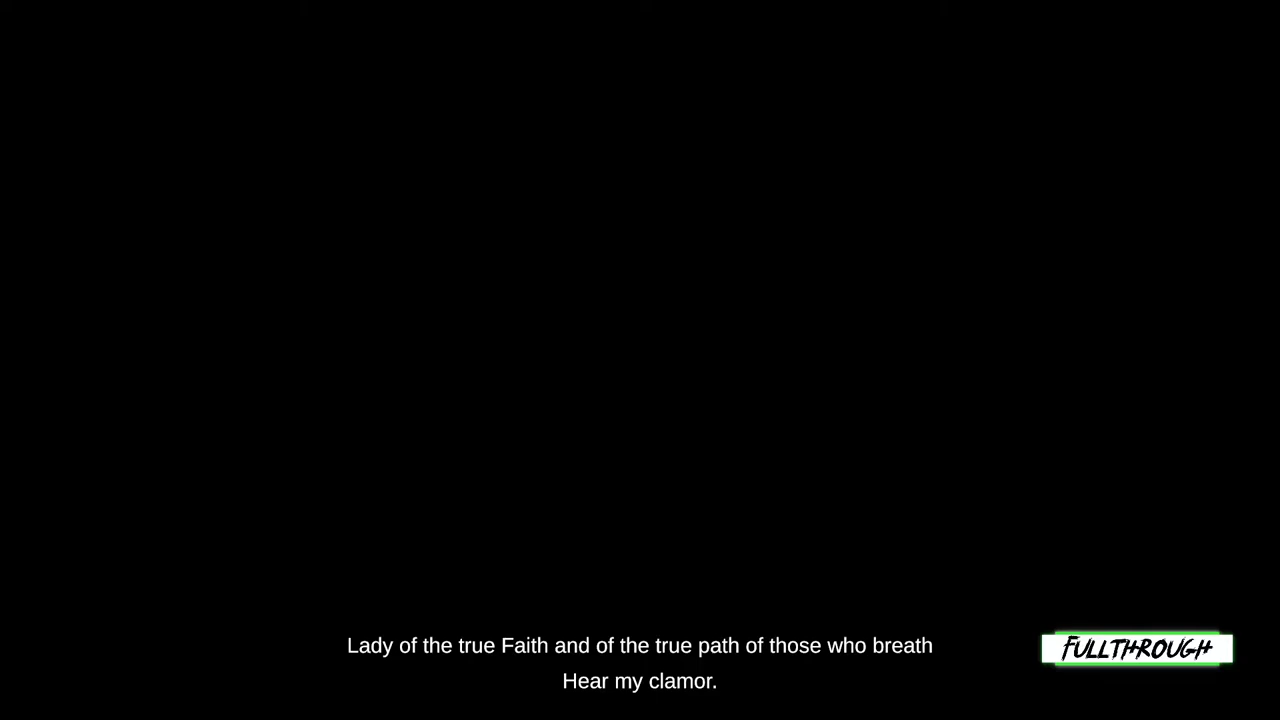 Lady of the true Faith and of the true path of those who breath
Hear my clamor.
FULLTHROUGH